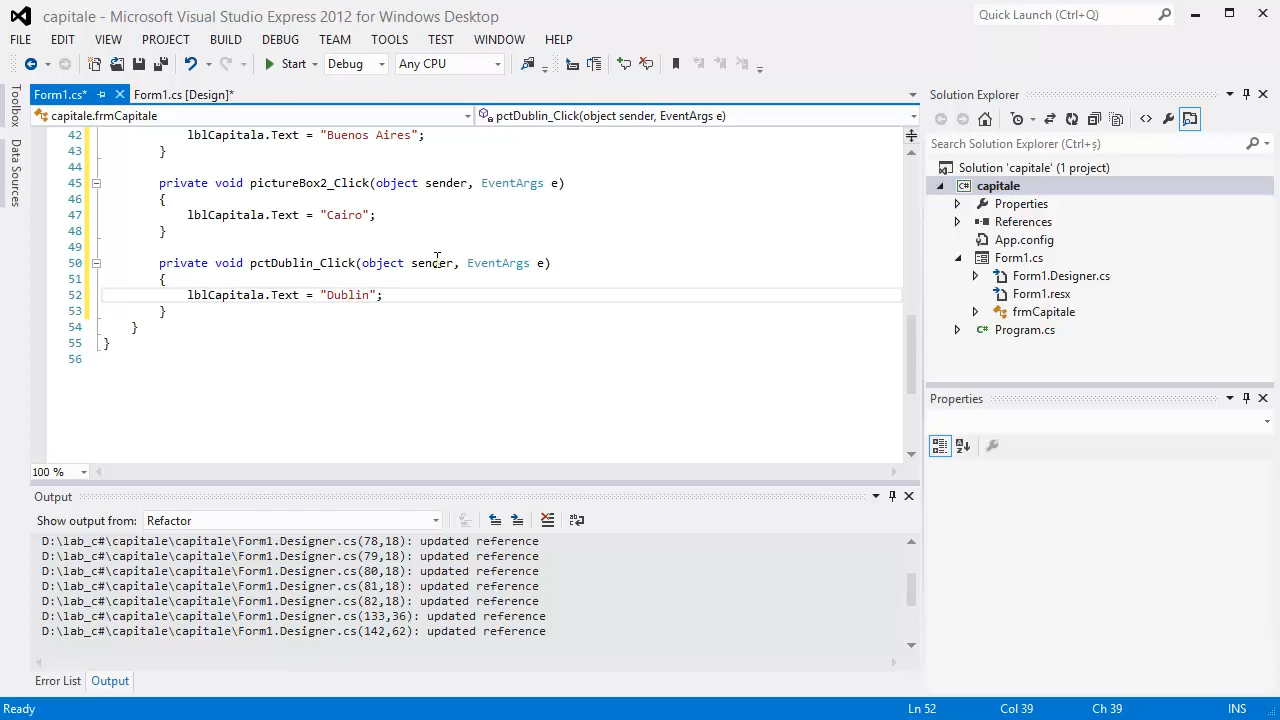 capitale - Microsoft Visual Studio Express 2012 for Windows Desktop
Quick Launch (Ctrl+Q)
FILE EDIT VIEW PROJECT BUILD DEBUG TEAM TOOLS TEST WINDOW HELP
Start Debug Any CPU
Toolbox
Data Sources
Form1.cs* Form1.cs [Design]*
capitale.frmCapitale pctDublin_Click(object sender, EventArgs e)
42 lblCapitala.Text = "Buenos Aires";
43 }
44
45 private void pictureBox2_Click(object sender, EventArgs e)
46 {
47 lblCapitala.Text = "Cairo";
48 }
49
50 private void pctDublin_Click(object sender, EventArgs e)
51 {
52 lblCapitala.Text = "Dublin";
53 }
54 }
55 }
56
100 %
Output
Show output from: Refactor
D:\lab_c#\capitale\capitale\Form1.Designer.cs(78,18): updated reference
D:\lab_c#\capitale\capitale\Form1.Designer.cs(79,18): updated reference
D:\lab_c#\capitale\capitale\Form1.Designer.cs(80,18): updated reference
D:\lab_c#\capitale\capitale\Form1.Designer.cs(81,18): updated reference
D:\lab_c#\capitale\capitale\Form1.Designer.cs(82,18): updated reference
D:\lab_c#\capitale\capitale\Form1.Designer.cs(133,36): updated reference
D:\lab_c#\capitale\capitale\Form1.Designer.cs(142,62): updated reference
Error List Output
Solution Explorer
Search Solution Explorer (Ctrl+ş)
Solution 'capitale' (1 project)
C# capitale
Properties
References
App.config
Form1.cs
Form1.Designer.cs
Form1.resx
frmCapitale
C# Program.cs
Properties
Ready Ln 52 Col 39 Ch 39 INS